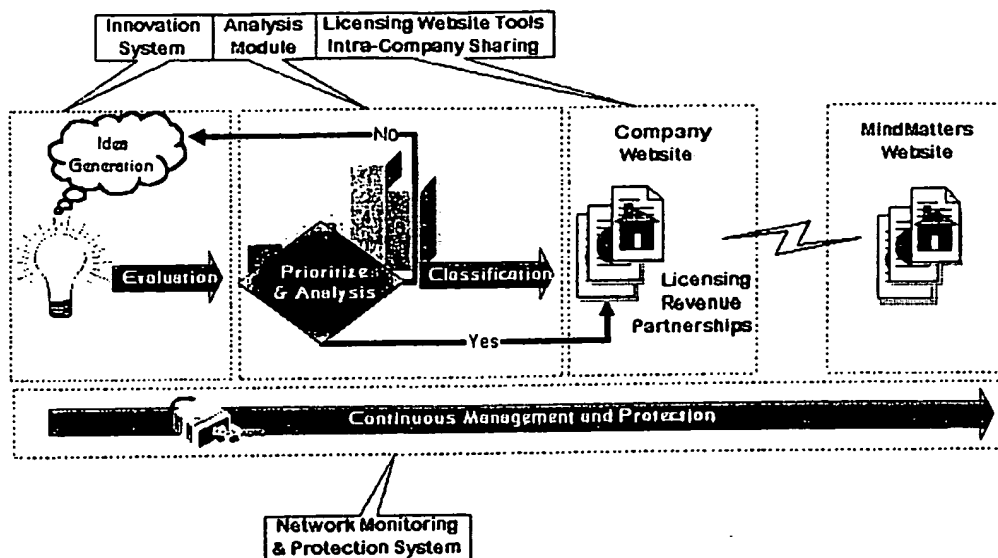 Innovation
System
Analysis
Module
Licensing Website Tools
Intra-Company Sharing
Idea
Generation
No
Company
Website
MindMatters
Website
Evaluation
Prioritize
& Analysis
Classification
Licensing
Revenue
Partnerships
Yes
Continuous Management and Protection
Network Monitoring
& Protection System